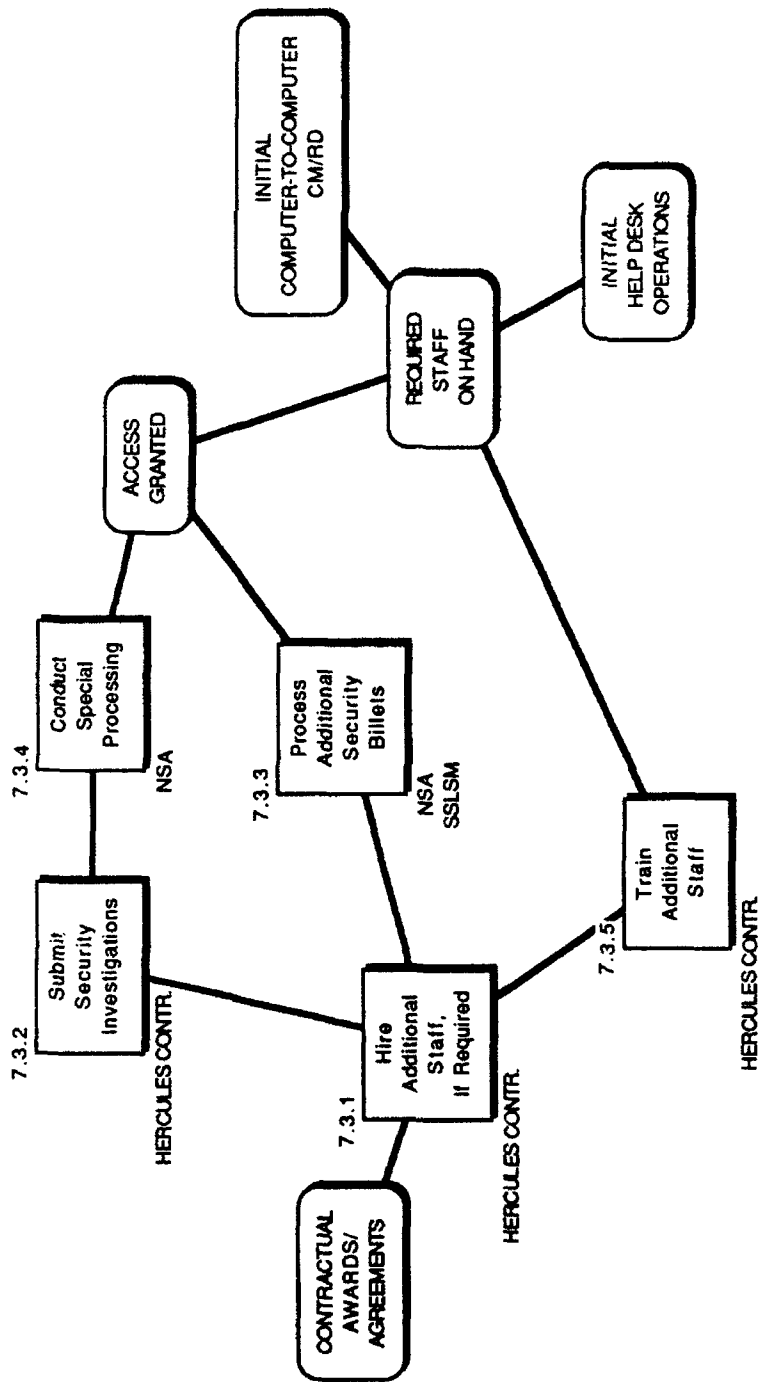 CONTRACTUAL
AWARDS/
AGREEMENTS
7.3.1
Hire
Additional
Staff,
If Required
HERCULES CONTR.
7.3.2
Submit
Security
Investigations
HERCULES CONTR.
7.3.4
Conduct
Special
Processing
NSA
7.3.3
Process
Additional
Security
Billets
NSA
SSLSM
7.3.5
Train
Additional
Staff
HERCULES CONTR.
ACCESS
GRANTED
REQUIRED
STAFF
ON HAND
INITIAL
COMPUTER-TO-COMPUTER
CM/RD
INITIAL
HELP DESK
OPERATIONS